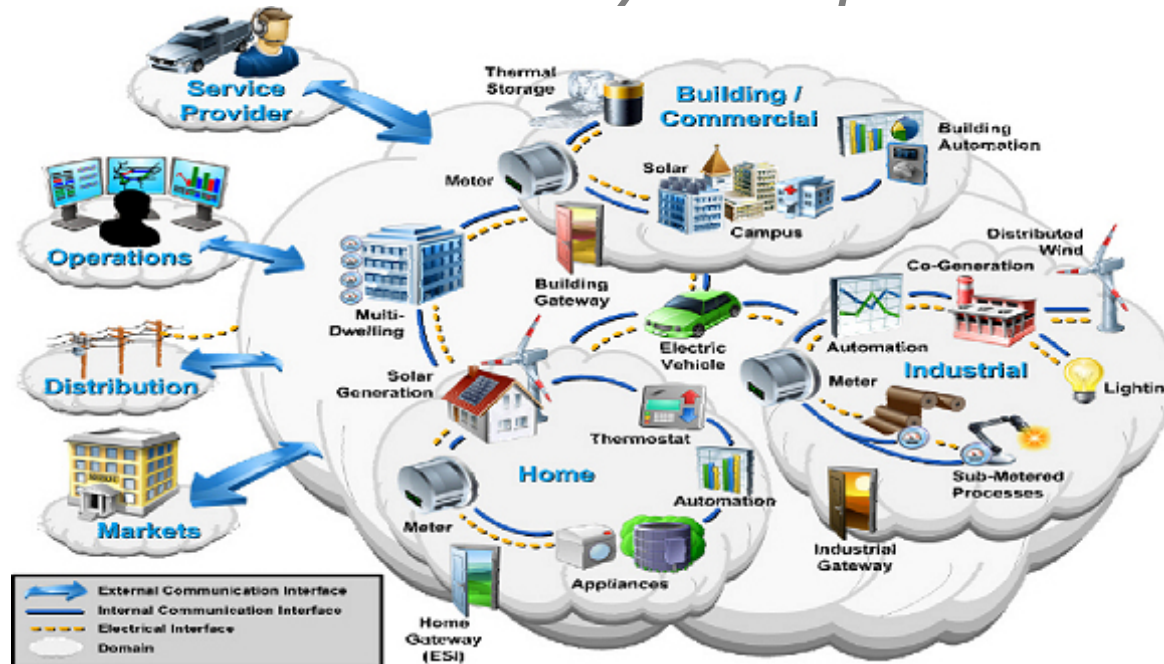 Service
Provider
Thermal
Storage
Building /
Commercial
Building
Automation
Meter
Solar
Campus
Operations
Multi-
Dwelling
Building
Gateway
Distributed
Wind
Co-Generation
Electric
Vehicle
Automation
Distribution
Solar
Generation
Meter
Industrial
Lighting
Thermostat
Home
Automation
Sub-Metered
Processes
Markets
Meter
Appliances
Industrial
Gateway
Home
Gateway
(ESI)
External Communication Interface
Internal Communication Interface
Electrical Interface
Domain